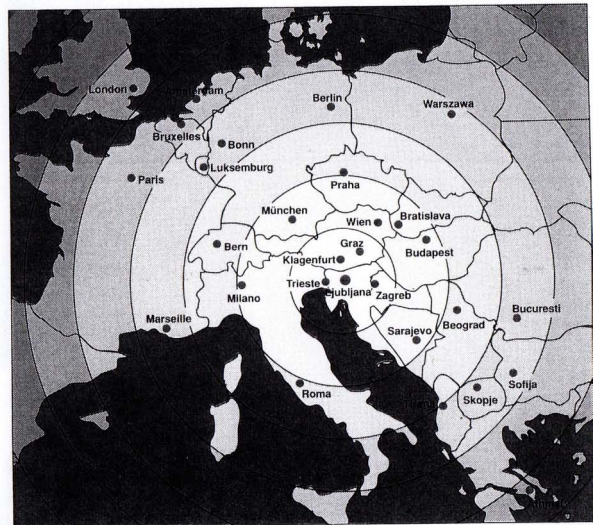 London
Amsterdam
Berlin
Warszawa
Bruxelles
Bonn
Luksemburg
Paris
Praha
München
Wien
Bratislava
Bern
Graz
Budapest
Klagenfurt
Trieste
Ljubljana
Zagreb
Milano
Marseille
Beograd
Bucuresti
Sarajevo
Roma
Skopje
Sofija